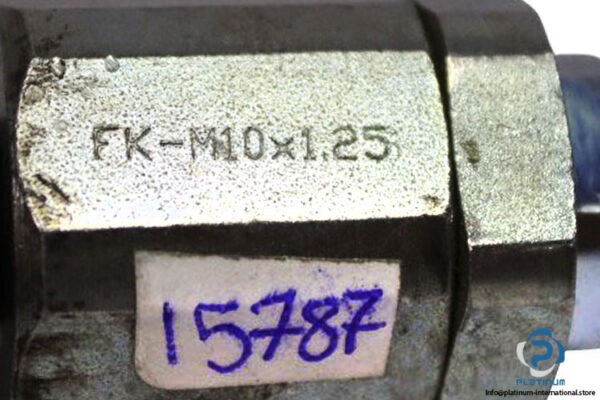 FK-M10x1.25
15787
PLATINUM
Info@platinum-international.store